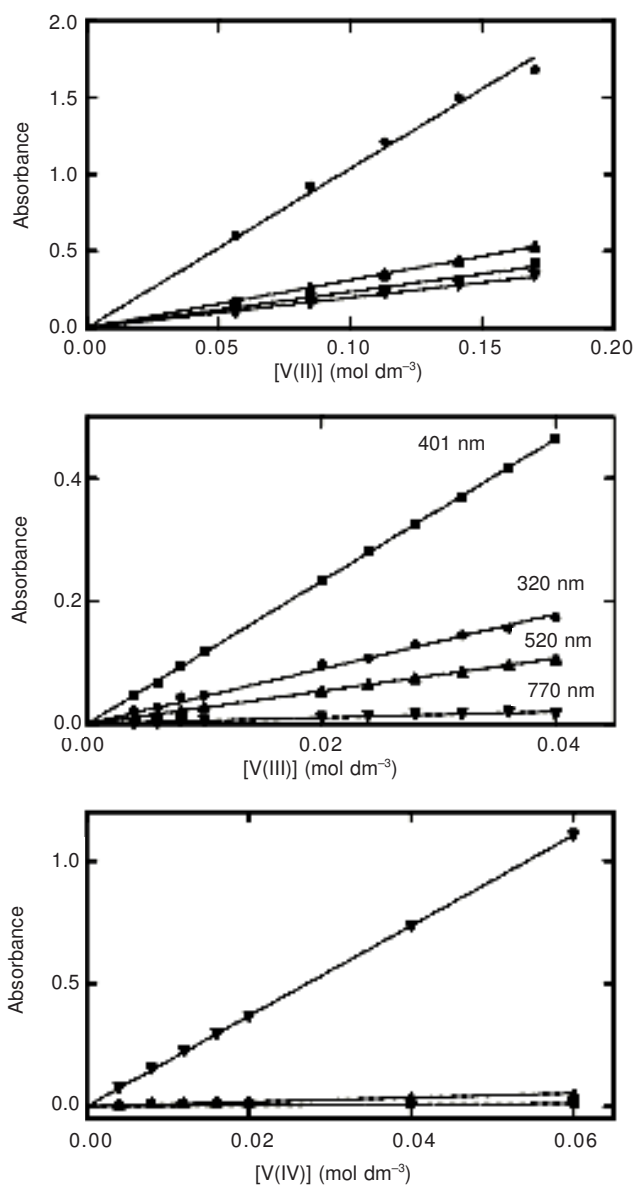 2.0
1.5
Absorbance
1.0
0.5
0.0
0.00 0.05 0.10 0.15 0.20
[V(II)] (mol dm⁻³)
401 nm
0.4
Absorbance
320 nm
0.2
520 nm
770 nm
0.0
0.00 0.02 0.04
[V(III)] (mol dm⁻³)
1.0
Absorbance
0.5
0.0
0.00 0.02 0.04 0.06
[V(IV)] (mol dm⁻³)